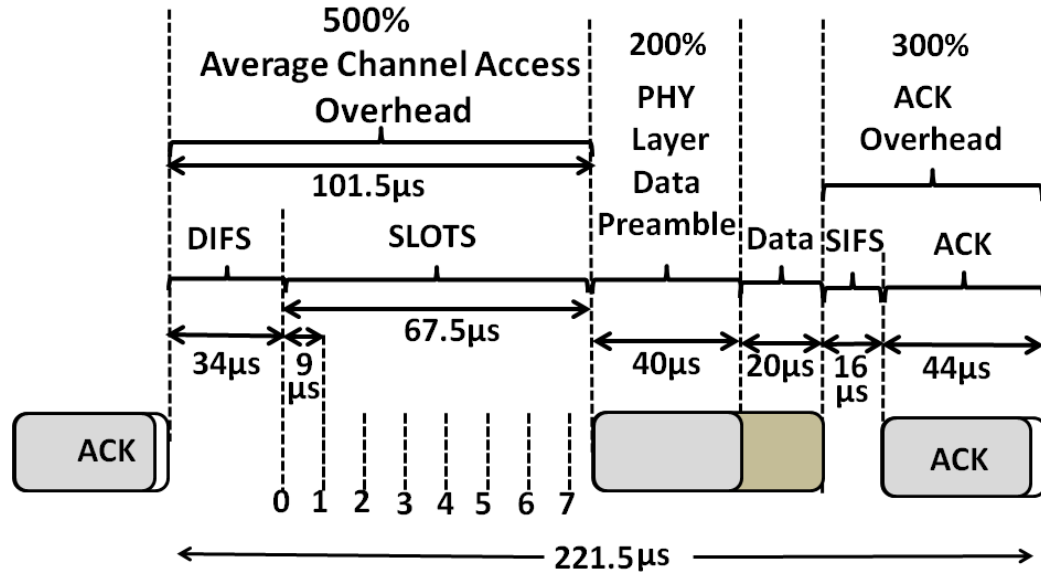 500%
Average Channel Access
Overhead
200%
PHY
Layer
Data
Preamble
300%
ACK
Overhead
101.5µs
DIFS
SLOTS
Data
SIFS
ACK
67.5µs
34µs
9
µs
40µs
20µs
16
µs
44µs
ACK
ACK
0 1 2 3 4 5 6 7
221.5µs